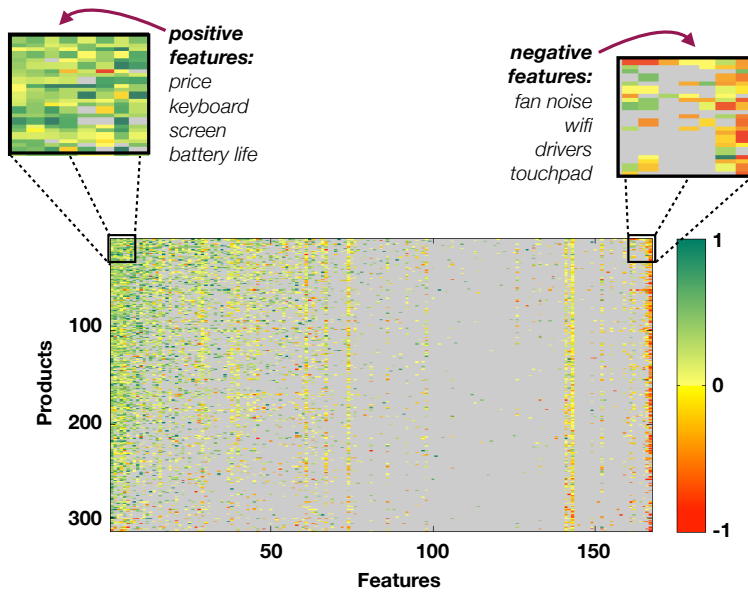 positive
features:
price
keyboard
screen
battery life
negative
features:
fan noise
wifi
drivers
touchpad
Products
100
200
300
50
100
150
Features
1
0
-1